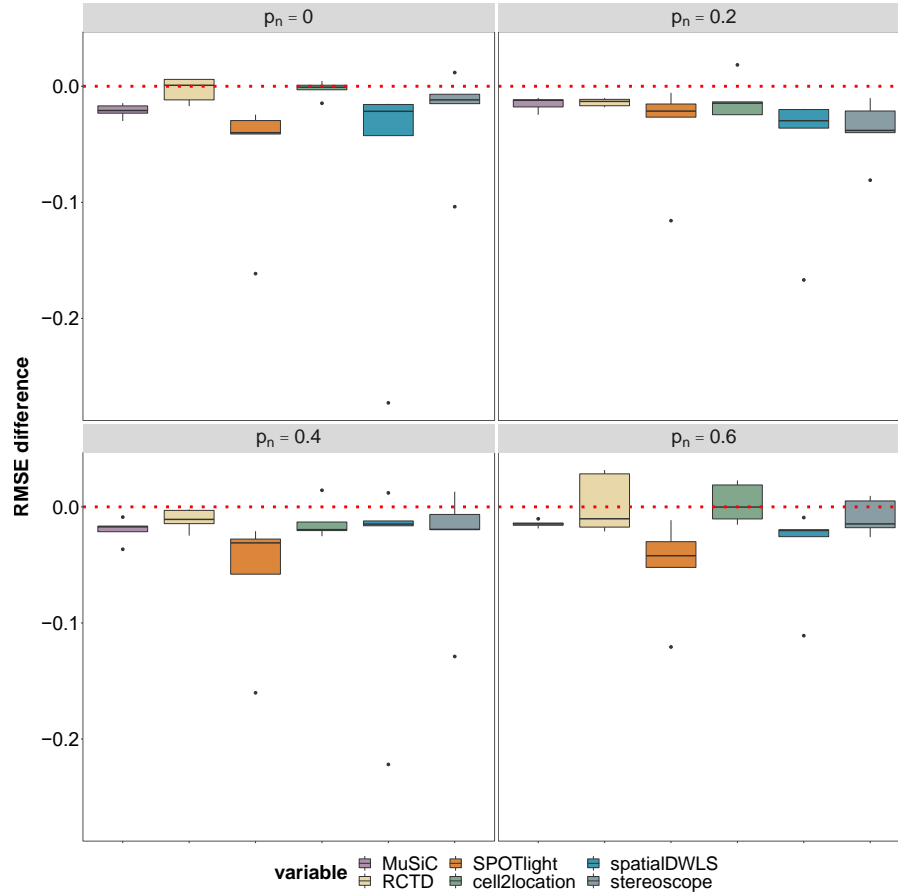 pₙ = 0
pₙ = 0.2
0.0
−0.1
−0.2
pₙ = 0.4
pₙ = 0.6
0.0
−0.1
−0.2
RMSE difference
variable
MuSiC
SPOTlight
spatialDWLS
RCTD
cell2location
stereoscope